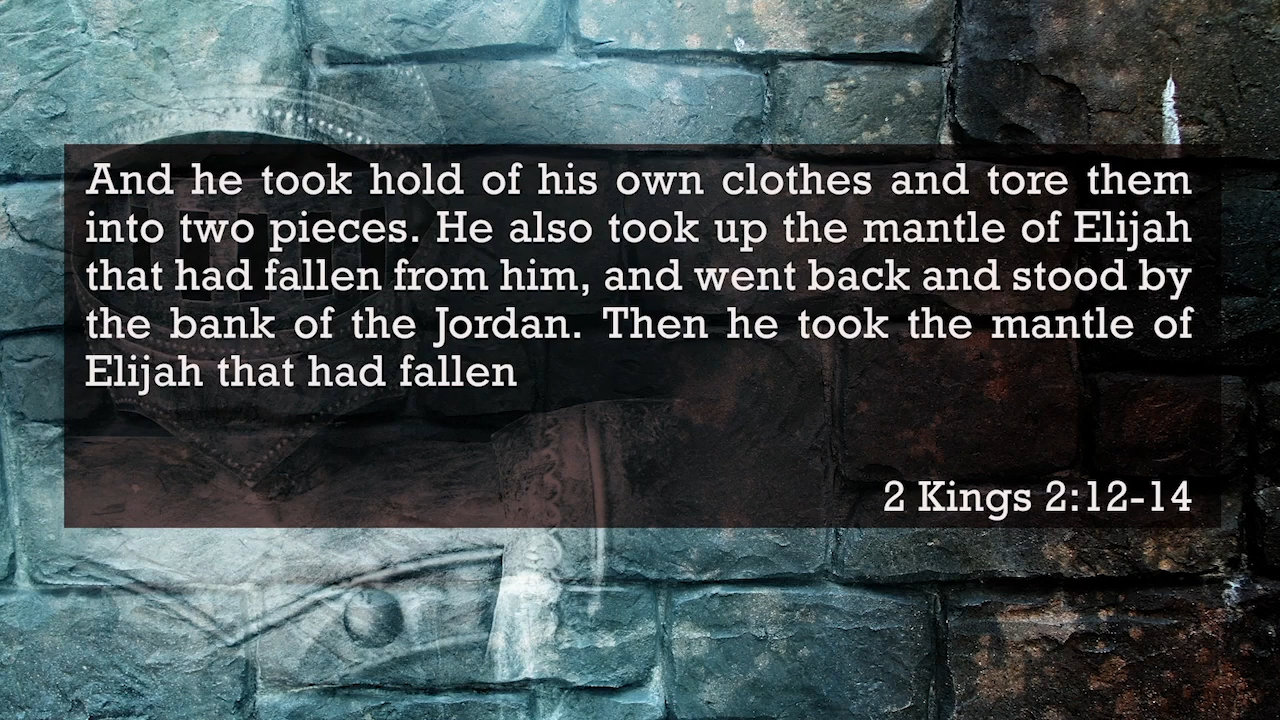 And he took hold of his own clothes and tore them
into two pieces. He also took up the mantle of Elijah
that had fallen from him, and went back and stood by
the bank of the Jordan. Then he took the mantle of
Elijah that had fallen
2 Kings 2:12-14